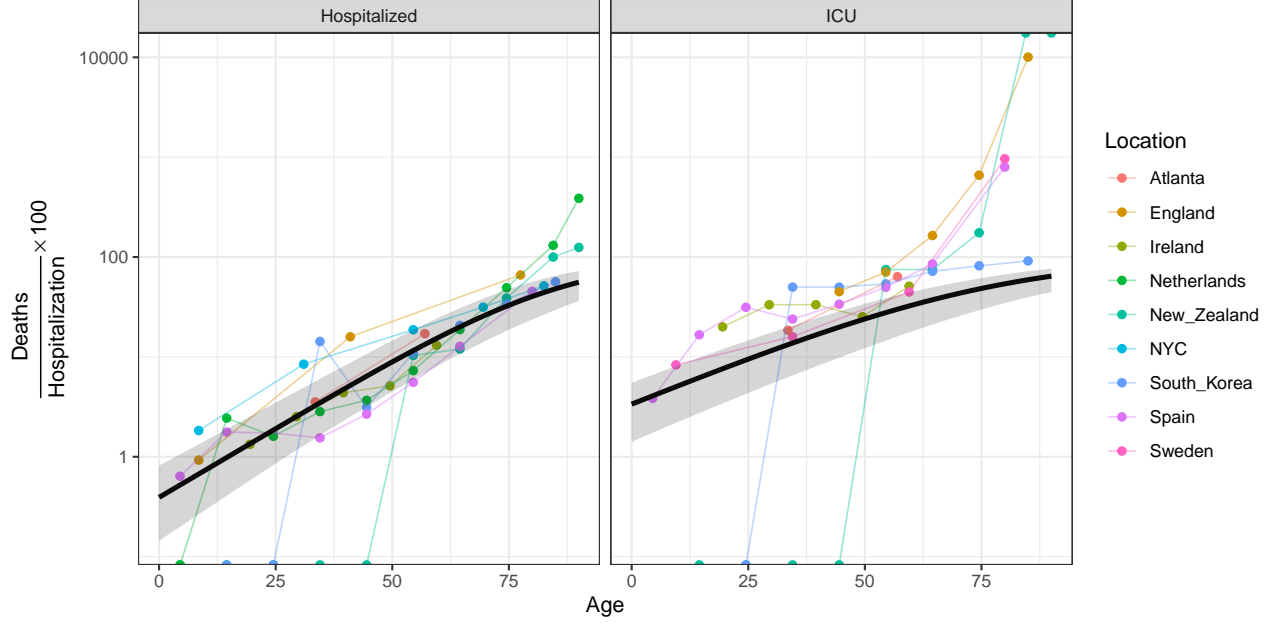 Hospitalized
ICU
10000
100
1
Deaths
Hospitalization
×100
0
25
50
75
0
25
50
75
Age
Location
Atlanta
England
Ireland
Netherlands
New_Zealand
NYC
South_Korea
Spain
Sweden